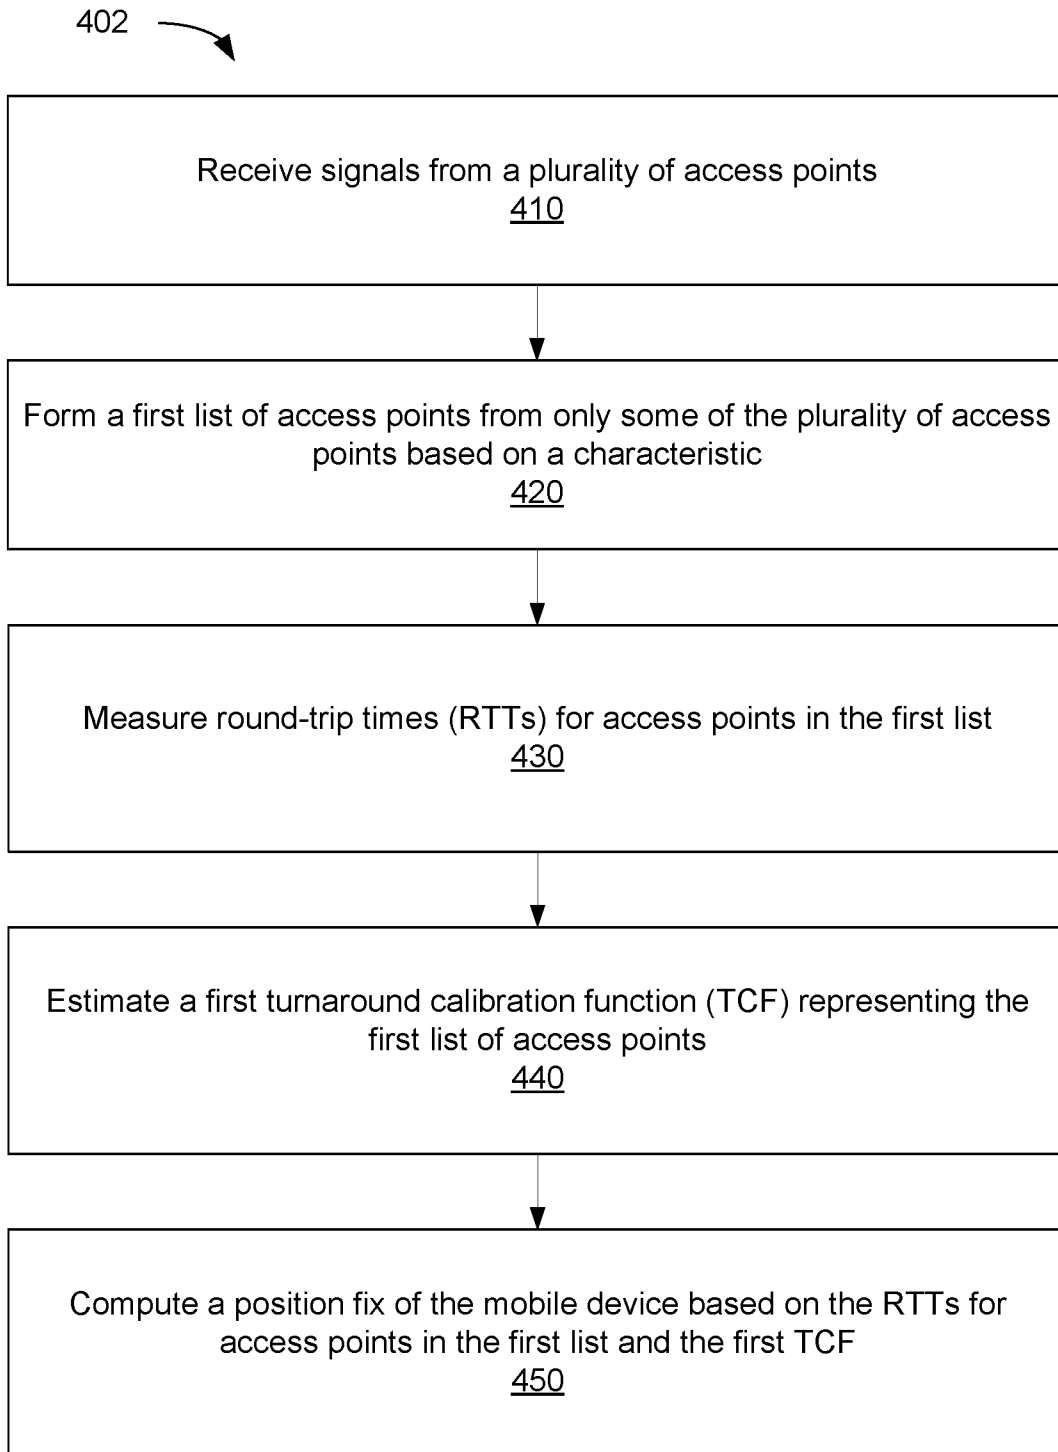 402
Receive signals from a plurality of access points
410
Form a first list of access points from only some of the plurality of access
points based on a characteristic
420
Measure round-trip times (RTTs) for access points in the first list
430
Estimate a first turnaround calibration function (TCF) representing the
first list of access points
440
Compute a position fix of the mobile device based on the RTTs for
access points in the first list and the first TCF
450